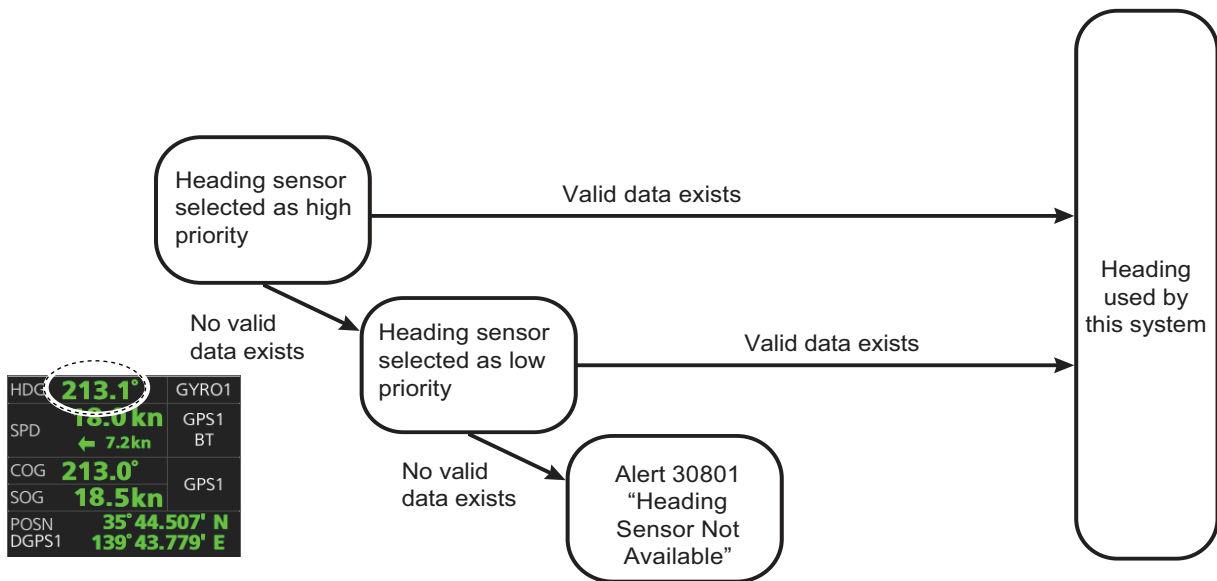 Heading sensor
selected as high
priority
Valid data exists
No valid
data exists
Heading sensor
selected as low
priority
Valid data exists
No valid
data exists
Alert 30801
“Heading
Sensor Not
Available”
Heading
used by
this system
HDG 213.1° GYRO1
SPD 18.0 kn GPS1
7.2kn BT
COG 213.0° GPS1
SOG 18.5kn
POSN 35° 44.507' N
DGPS1 139° 43.779' E